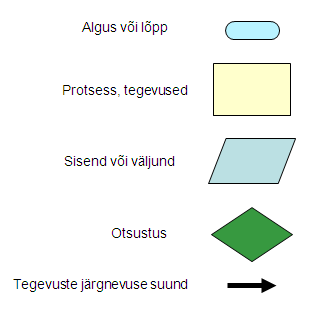 Algus või lõpp
Protsess, tegevused
Sisend või väljund
Otsustus
Tegevuste järgnevuse suund